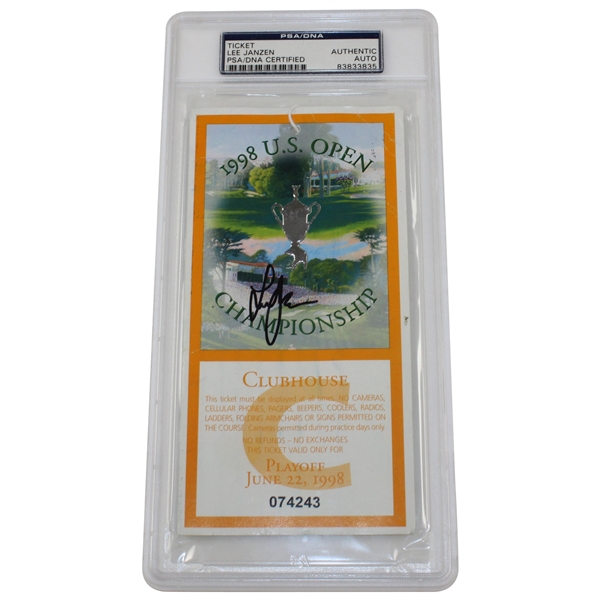 PSA/DNA
TICKET
LEE JANZEN
PSA/DNA CERTIFIED
AUTHENTIC
AUTO
83833835
1998 U.S. OPEN
CHAMPIONSHIP
CLUBHOUSE
This ticket must be displayed at all times. NO CAMERAS,
CELLULAR PHONES, PAGERS, BEEPERS, COOLERS, RADIOS,
LADDERS, FOLDING ARMCHAIRS OR SIGNS PERMITTED ON
THE COURSE. Cameras permitted during practice days only.
NO REFUNDS – NO EXCHANGES
THIS TICKET VALID ONLY FOR
PLAYOFF
JUNE 22, 1998
074243